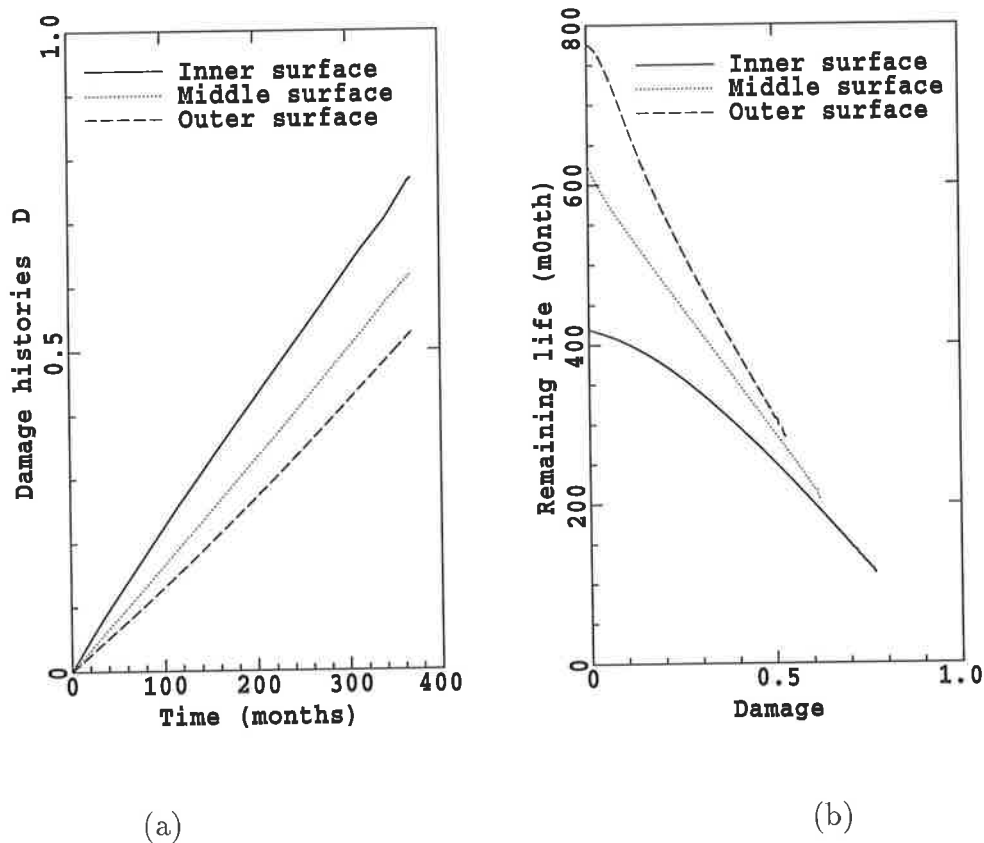 1.0
Inner surface
Middle surface
Outer surface
Damage histories D
0.5
0
0
100
200
300
400
Time (months)
(a)
800
Inner surface
Middle surface
Outer surface
600
Remaining life (m0nth)
400
200
0
0
0.5
1.0
Damage
(b)